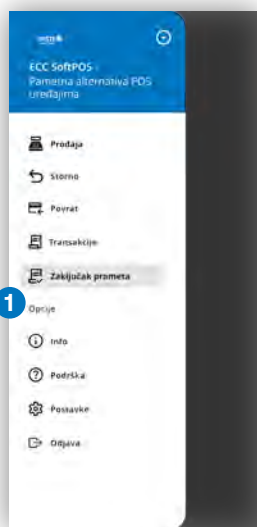 ECC SoftPOS
Pametna alternativa POS
uređajima
Prodaja
Storno
Povrat
Transakcije
Zaključak prometa
1
Opcije
Info
Podrška
Postavke
Odjava